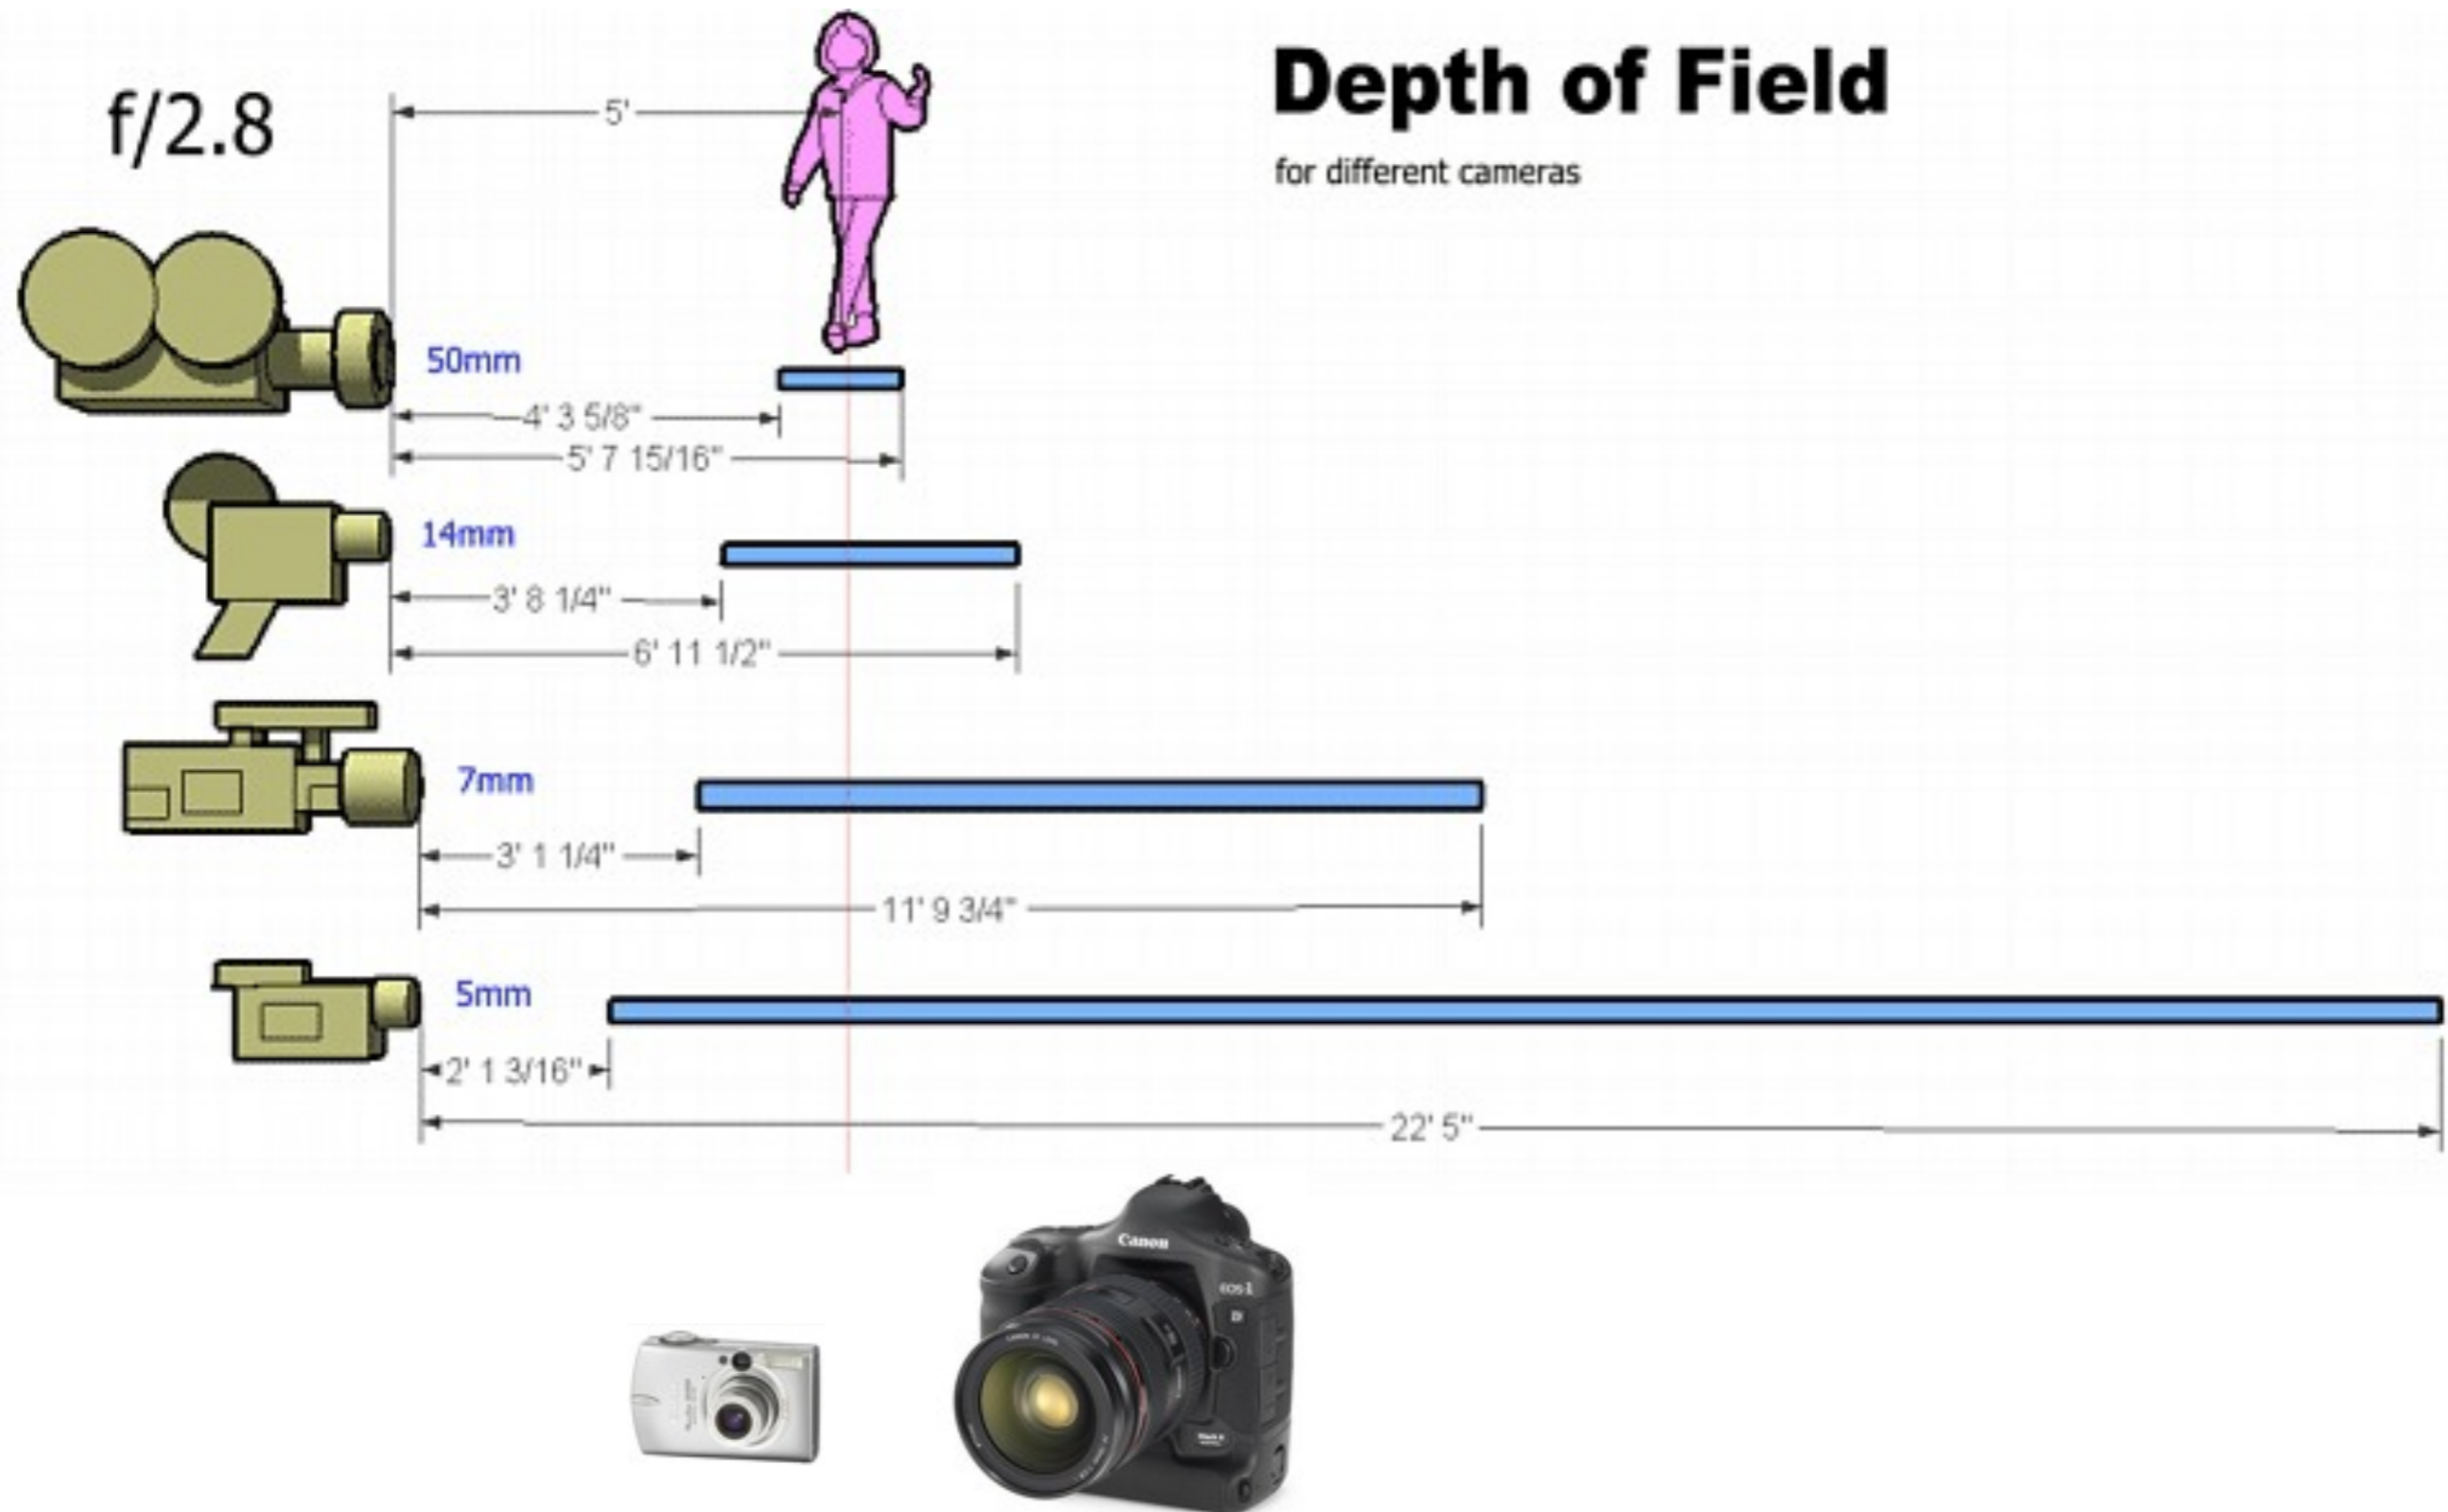 Depth of Field
for different cameras
f/2.8
5'
50mm
4' 3 5/8"
5' 7 15/16"
14mm
3' 8 1/4"
6' 11 1/2"
7mm
3' 1 1/4"
11' 9 3/4"
5mm
2' 1 3/16"
22' 5"
Canon
EOS-1
D